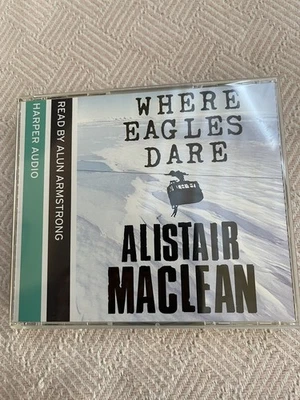 WHERE
EAGLES
DARE
ALISTAIR
MACLEAN
READ BY ALUN ARMSTRONG
HARPER AUDIO